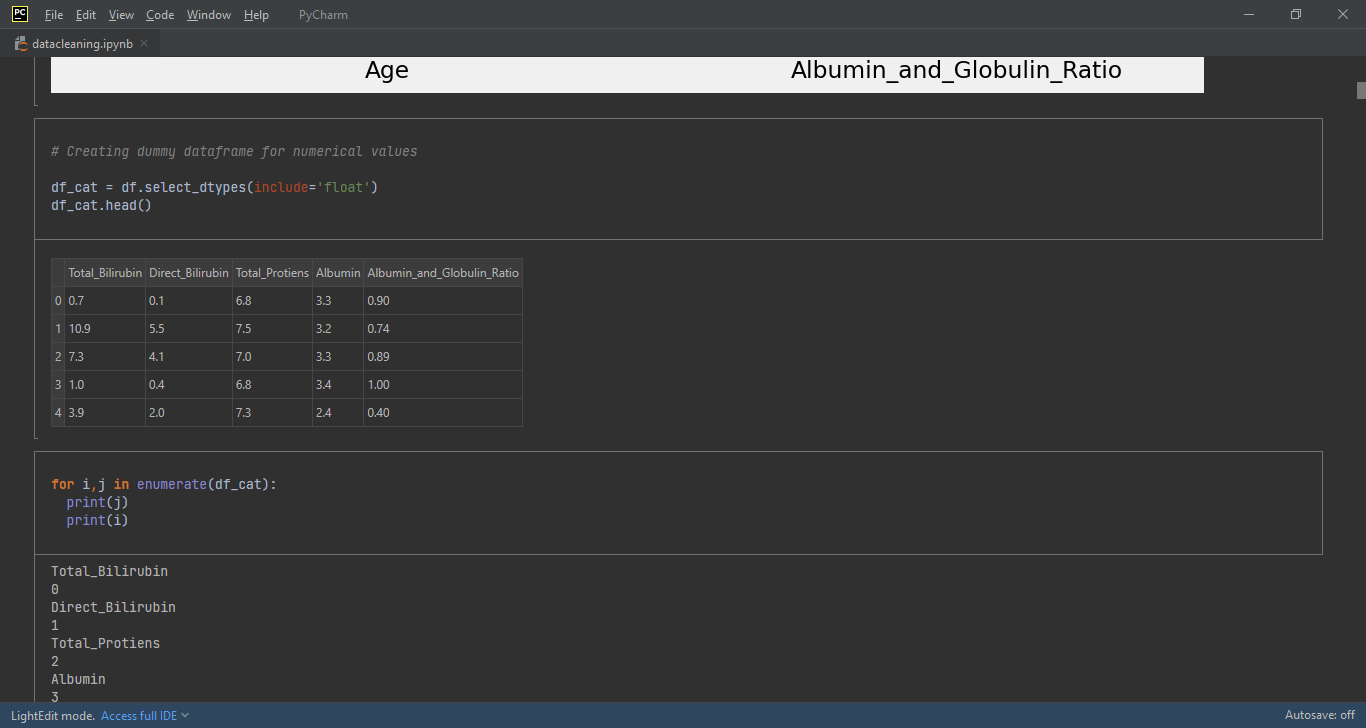 PC File Edit View Code Window Help PyCharm
datacleaning.ipynb
Age Albumin_and_Globulin_Ratio
# Creating dummy dataframe for numerical values
df_cat = df.select_dtypes(include='float')
df_cat.head()
Total_Bilirubin Direct_Bilirubin Total_Protiens Albumin Albumin_and_Globulin_Ratio
0 0.7 0.1 6.8 3.3 0.90
1 10.9 5.5 7.5 3.2 0.74
2 7.3 4.1 7.0 3.3 0.89
3 1.0 0.4 6.8 3.4 1.00
4 3.9 2.0 7.3 2.4 0.40
for i,j in enumerate(df_cat):
print(j)
print(i)
Total_Bilirubin
0
Direct_Bilirubin
1
Total_Protiens
2
Albumin
3
LightEdit mode. Access full IDE Autosave: off